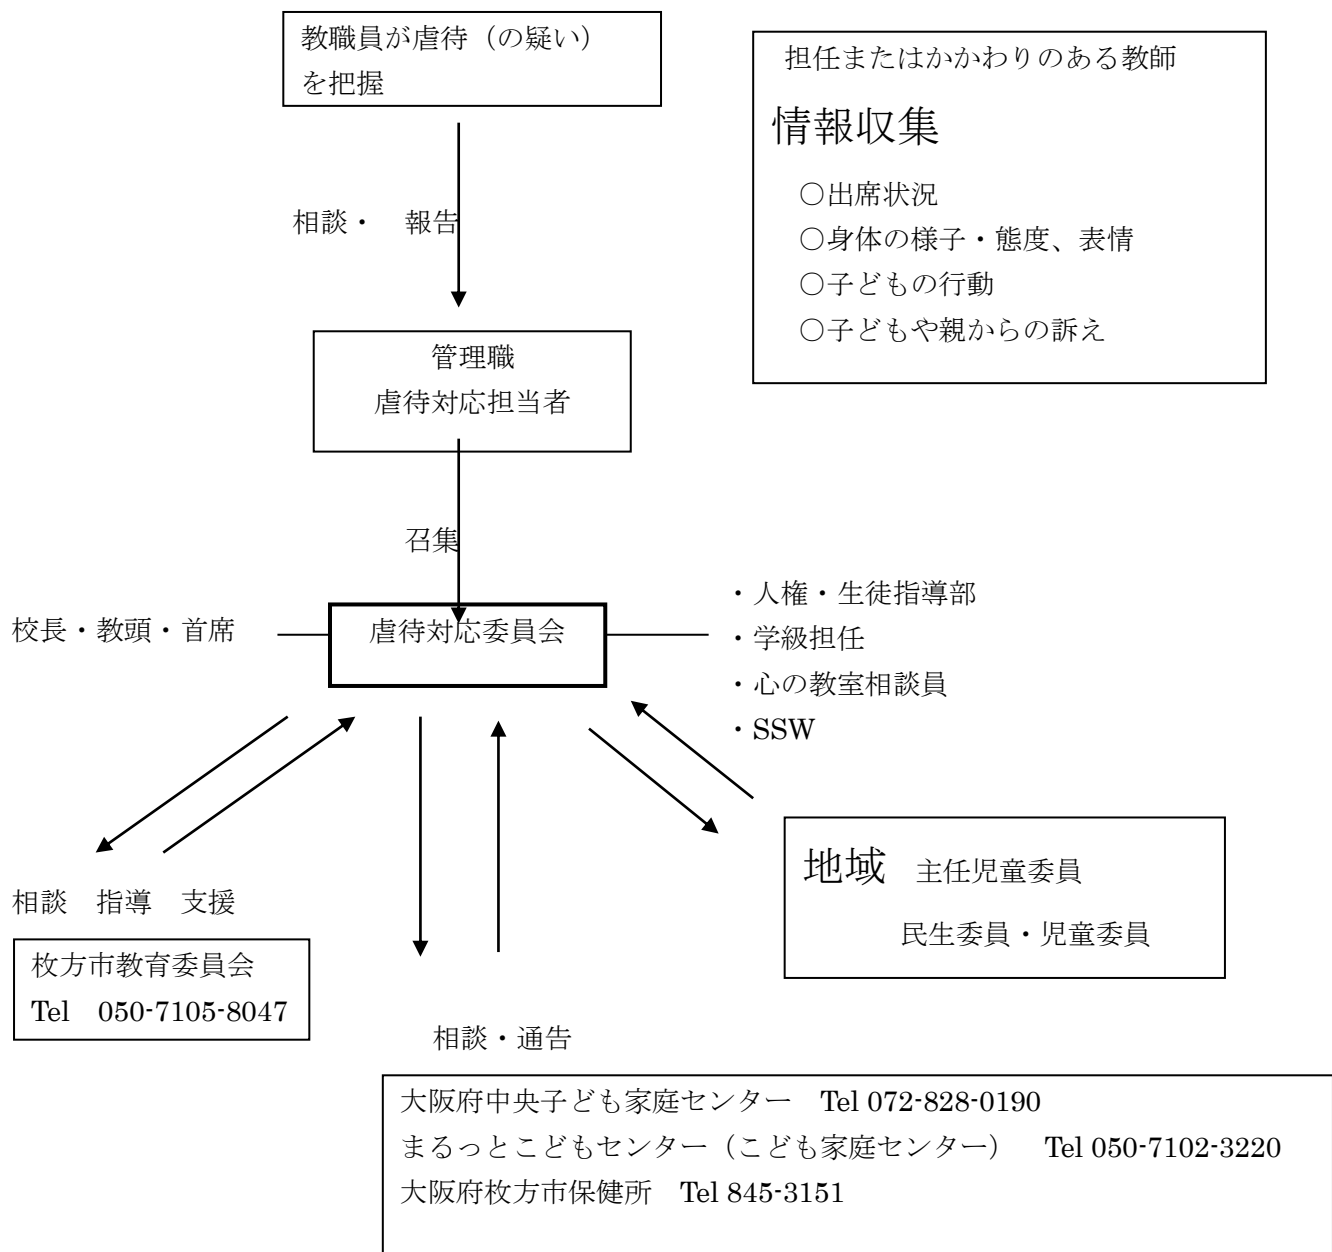 教職員が虐待（の疑い）
を把握
担任またはかかわりのある教師
情報収集
〇出席状況
〇身体の様子・態度、表情
〇子どもの行動
〇子どもや親からの訴え
相談・　報告
管理職
虐待対応担当者
召集
校長・教頭・首席
虐待対応委員会
・人権・生徒指導部
・学級担任
・心の教室相談員
・SSW
地域　主任児童委員
民生委員・児童委員
相談　指導　支援
枚方市教育委員会
Tel　050-7105-8047
相談・通告
大阪府中央子ども家庭センター　Tel 072-828-0190
まるっとこどもセンター（こども家庭センター）　Tel 050-7102-3220
大阪府枚方市保健所　Tel 845-3151